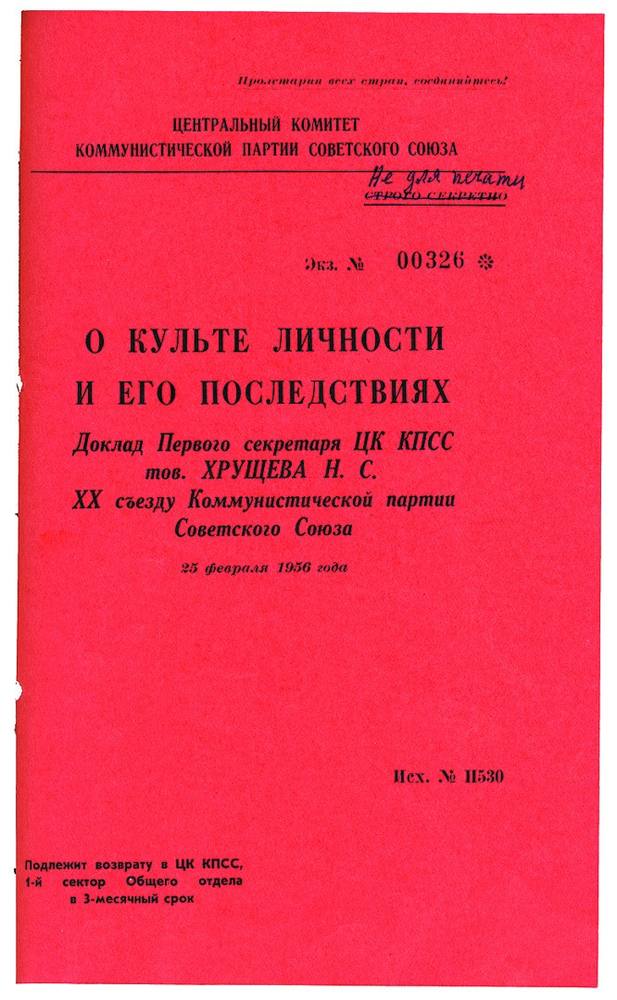 Пролетарии всех стран, соединяйтесь!
ЦЕНТРАЛЬНЫЙ КОМИТЕТ
КОММУНИСТИЧЕСКОЙ ПАРТИИ СОВЕТСКОГО СОЮЗА
Не для печати
СТРОГО СЕКРЕТНО
Экз. № 00326 ❊
О КУЛЬТЕ ЛИЧНОСТИ
И ЕГО ПОСЛЕДСТВИЯХ
Доклад Первого секретаря ЦК КПСС
тов. ХРУЩЕВА Н. С.
XX съезду Коммунистической партии
Советского Союза
25 февраля 1956 года
Исх. № П530
Подлежит возврату в ЦК КПСС,
1-й сектор Общего отдела
в 3-месячный срок